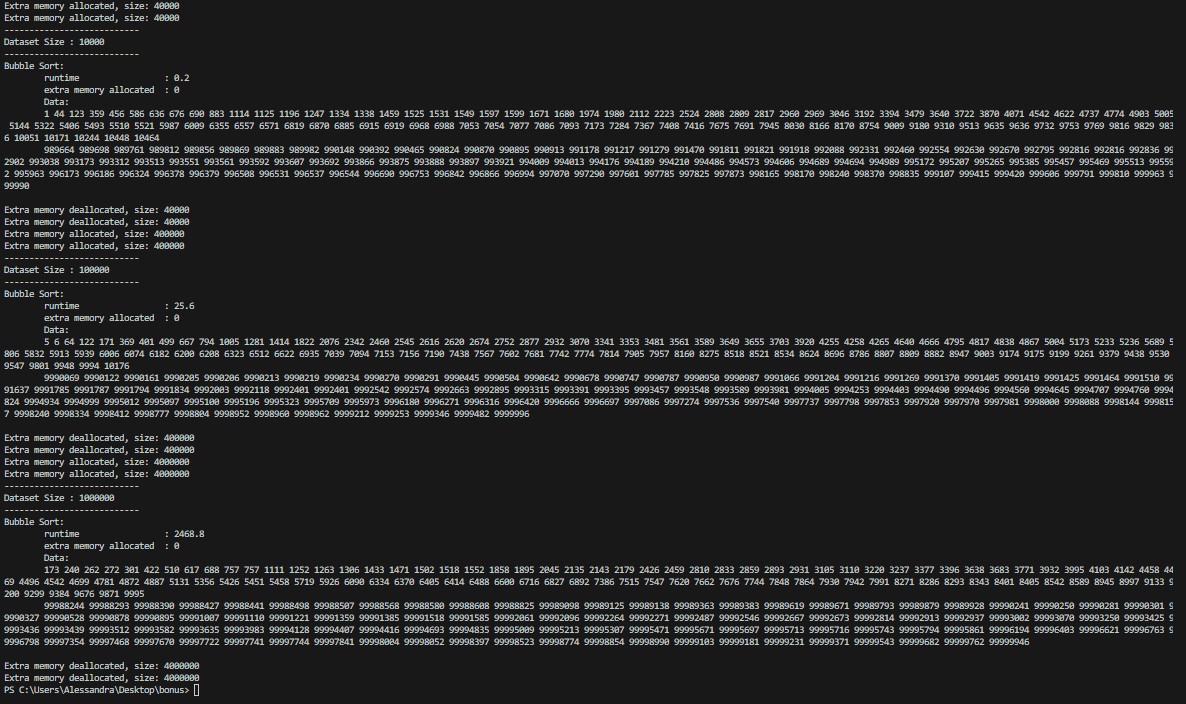 Extra memory allocated, size: 40000
Extra memory allocated, size: 40000
---------------------------
Dataset Size : 10000
---------------------------
Bubble Sort:
runtime : 0.2
extra memory allocated : 0
Data:
1 44 123 359 456 586 636 676 690 883 1114 1125 1196 1247 1334 1338 1459 1525 1531 1549 1597 1599 1671 1680 1974 1980 2112 2223 2524 2808 2809 2817 2960 2969 3046 3192 3394 3479 3640 3722 3870 4071 4542 4622 4737 4774 4903 5005
5144 5322 5406 5493 5510 5521 5987 6009 6355 6557 6571 6819 6870 6885 6915 6919 6968 6988 7053 7054 7077 7086 7093 7173 7284 7367 7408 7416 7675 7691 7945 8030 8166 8170 8754 9009 9180 9310 9513 9635 9636 9732 9753 9769 9816 9829 983
6 10051 10171 10244 10448 10464
989664 989698 989761 989812 989856 989869 989883 989982 990148 990392 990465 990824 990870 990895 990913 991178 991217 991279 991470 991811 991821 991918 992088 992331 992460 992554 992630 992670 992795 992816 992816 992836 99
2902 993038 993173 993312 993513 993551 993561 993592 993607 993692 993866 993875 993888 993897 993921 994009 994013 994176 994189 994210 994486 994573 994606 994689 994694 994989 995172 995207 995265 995385 995457 995469 995513 99559
2 995963 996173 996186 996324 996378 996379 996508 996531 996537 996544 996690 996753 996842 996866 996994 997070 997290 997601 997785 997825 997873 998165 998170 998240 998370 998835 999107 999415 999420 999606 999791 999810 999963 9
99990
Extra memory deallocated, size: 40000
Extra memory deallocated, size: 40000
Extra memory allocated, size: 400000
Extra memory allocated, size: 400000
---------------------------
Dataset Size : 100000
---------------------------
Bubble Sort:
runtime : 25.6
extra memory allocated : 0
Data:
5 6 64 122 171 369 401 499 667 794 1005 1281 1414 1822 2076 2342 2460 2545 2616 2620 2674 2752 2877 2932 3070 3341 3353 3481 3561 3589 3649 3655 3703 3920 4255 4258 4265 4640 4666 4795 4817 4838 4867 5004 5173 5233 5236 5689 5
806 5832 5913 5939 6006 6074 6182 6200 6208 6323 6512 6622 6935 7039 7094 7153 7156 7190 7438 7567 7602 7681 7742 7774 7814 7905 7957 8160 8275 8518 8521 8534 8624 8696 8786 8807 8809 8882 8947 9003 9174 9175 9199 9261 9379 9438 9530
9547 9801 9948 9994 10176
9990069 9990122 9990161 9990205 9990206 9990213 9990219 9990234 9990270 9990291 9990445 9990504 9990642 9990678 9990747 9990787 9990950 9990987 9991066 9991204 9991216 9991269 9991370 9991405 9991419 9991425 9991464 9991510 99
91637 9991785 9991787 9991794 9991834 9992003 9992118 9992401 9992401 9992542 9992574 9992663 9992895 9993315 9993391 9993395 9993457 9993548 9993589 9993981 9994005 9994253 9994403 9994490 9994496 9994560 9994645 9994707 9994760 9994
824 9994934 9994999 9995012 9995097 9995100 9995196 9995323 9995709 9995973 9996180 9996271 9996316 9996420 9996666 9996697 9997086 9997274 9997536 9997540 9997737 9997798 9997853 9997920 9997970 9997981 9998000 9998088 9998144 999815
7 9998240 9998334 9998412 9998777 9998804 9998952 9998960 9998962 9999212 9999253 9999346 9999482 9999996
Extra memory deallocated, size: 400000
Extra memory deallocated, size: 400000
Extra memory allocated, size: 4000000
Extra memory allocated, size: 4000000
---------------------------
Dataset Size : 1000000
---------------------------
Bubble Sort:
runtime : 2468.8
extra memory allocated : 0
Data:
173 240 262 272 301 422 510 617 688 757 757 1111 1252 1263 1306 1433 1471 1502 1518 1552 1858 1895 2045 2135 2143 2179 2426 2459 2810 2833 2859 2893 2931 3105 3110 3220 3237 3396 3638 3683 3771 3932 3995 4103 4142 4458 44
69 4496 4542 4699 4781 4872 4887 5131 5356 5426 5451 5458 5719 5926 6090 6334 6370 6405 6414 6488 6600 6716 6827 6892 7386 7515 7547 7620 7662 7676 7744 7848 7864 7930 7942 7991 8271 8286 8293 8343 8401 8405 8542 8589 8945 8997 9133 9
200 9299 9384 9676 9871 9995
99988244 99988293 99988390 99988427 99988441 99988498 99988507 99988568 99988580 99988608 99988825 99989098 99989125 99989138 99989363 99989383 99989619 99989671 99989793 99989879 99989928 99990241 99990250 99990281 99990301 9
9990327 99990528 99990878 99990895 99991007 99991110 99991221 99991359 99991385 99991518 99991585 99992061 99992096 99992264 99992271 99992487 99992546 99992667 99992673 99992814 99992913 99992937 99993002 99993070 99993250 99993425 9
9993436 99993439 99993512 99993582 99993635 99993983 99994128 99994407 99994416 99994693 99994835 99995009 99995213 99995307 99995471 99995671 99995697 99995713 99995716 99995743 99995794 99995861 99996194 99996403 99996621 99996763 9
9996798 99997354 99997468 99997670 99997722 99997741 99997744 99997841 99998004 99998052 99998397 99998523 99998774 99998854 99998950 99999103 99999181 99999231 99999371 99999543 99999682 99999762 99999946
Extra memory deallocated, size: 4000000
Extra memory deallocated, size: 4000000
PS C:\Users\Alessandra\Desktop\bonus>